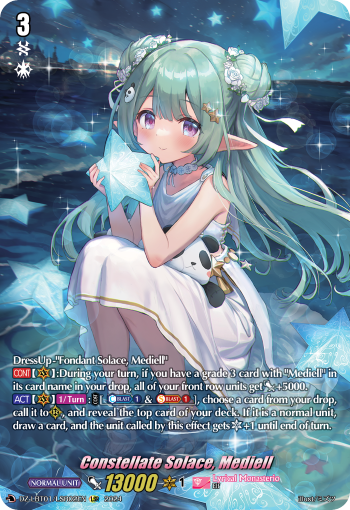 3
DressUp-"Fondant Solace, Mediell"
CONT【】:During your turn, if you have a grade 3 card with "Mediell" in
its card name in your drop, all of your front row units get +5000.
ACT【】1/Turn:COST[CBLAST 1 & SBLAST 1], choose a card from your drop,
call it to, and reveal the top card of your deck. If it is a normal unit,
draw a card, and the unit called by this effect gets +1 until end of turn.
Constellate Solace, Mediell
NORMAL UNIT 13000 1 Lyrical Monasterio
Elf
2024